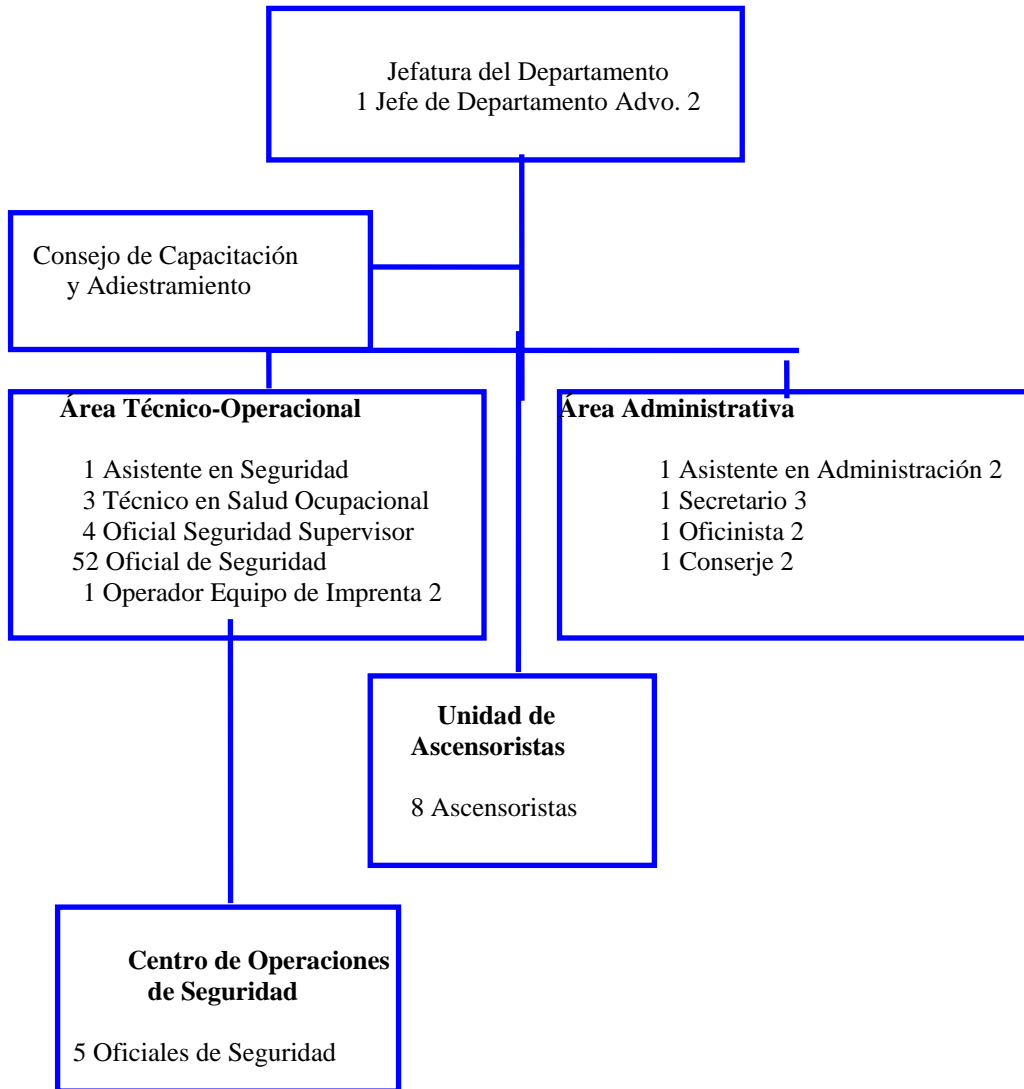 Jefatura del Departamento
1 Jefe de Departamento Advo. 2
Consejo de Capacitación
y Adiestramiento
Área Técnico-Operacional
1 Asistente en Seguridad
3 Técnico en Salud Ocupacional
4 Oficial Seguridad Supervisor
52 Oficial de Seguridad
1 Operador Equipo de Imprenta 2
Área Administrativa
1 Asistente en Administración 2
1 Secretario 3
1 Oficinista 2
1 Conserje 2
Unidad de
Ascensoristas
8 Ascensoristas
Centro de Operaciones
de Seguridad
5 Oficiales de Seguridad